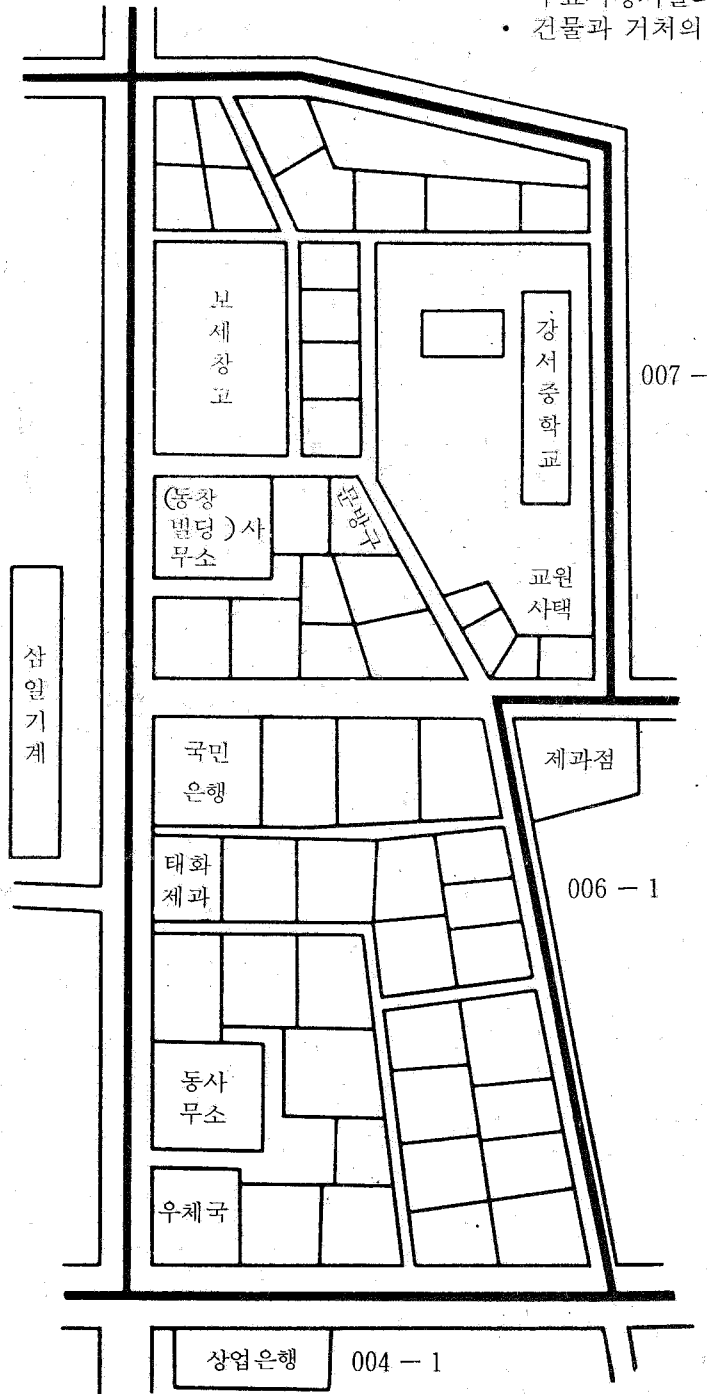 • 건물과 거처의
보
세
창
고
강
서
중
학
교
007 —
(동창
빌딩)사
무소
문방구
교원
사택
삼
일
기
계
국민
은행
제과점
태화
제과
006 — 1
동사
무소
우체국
상업은행
004 — 1